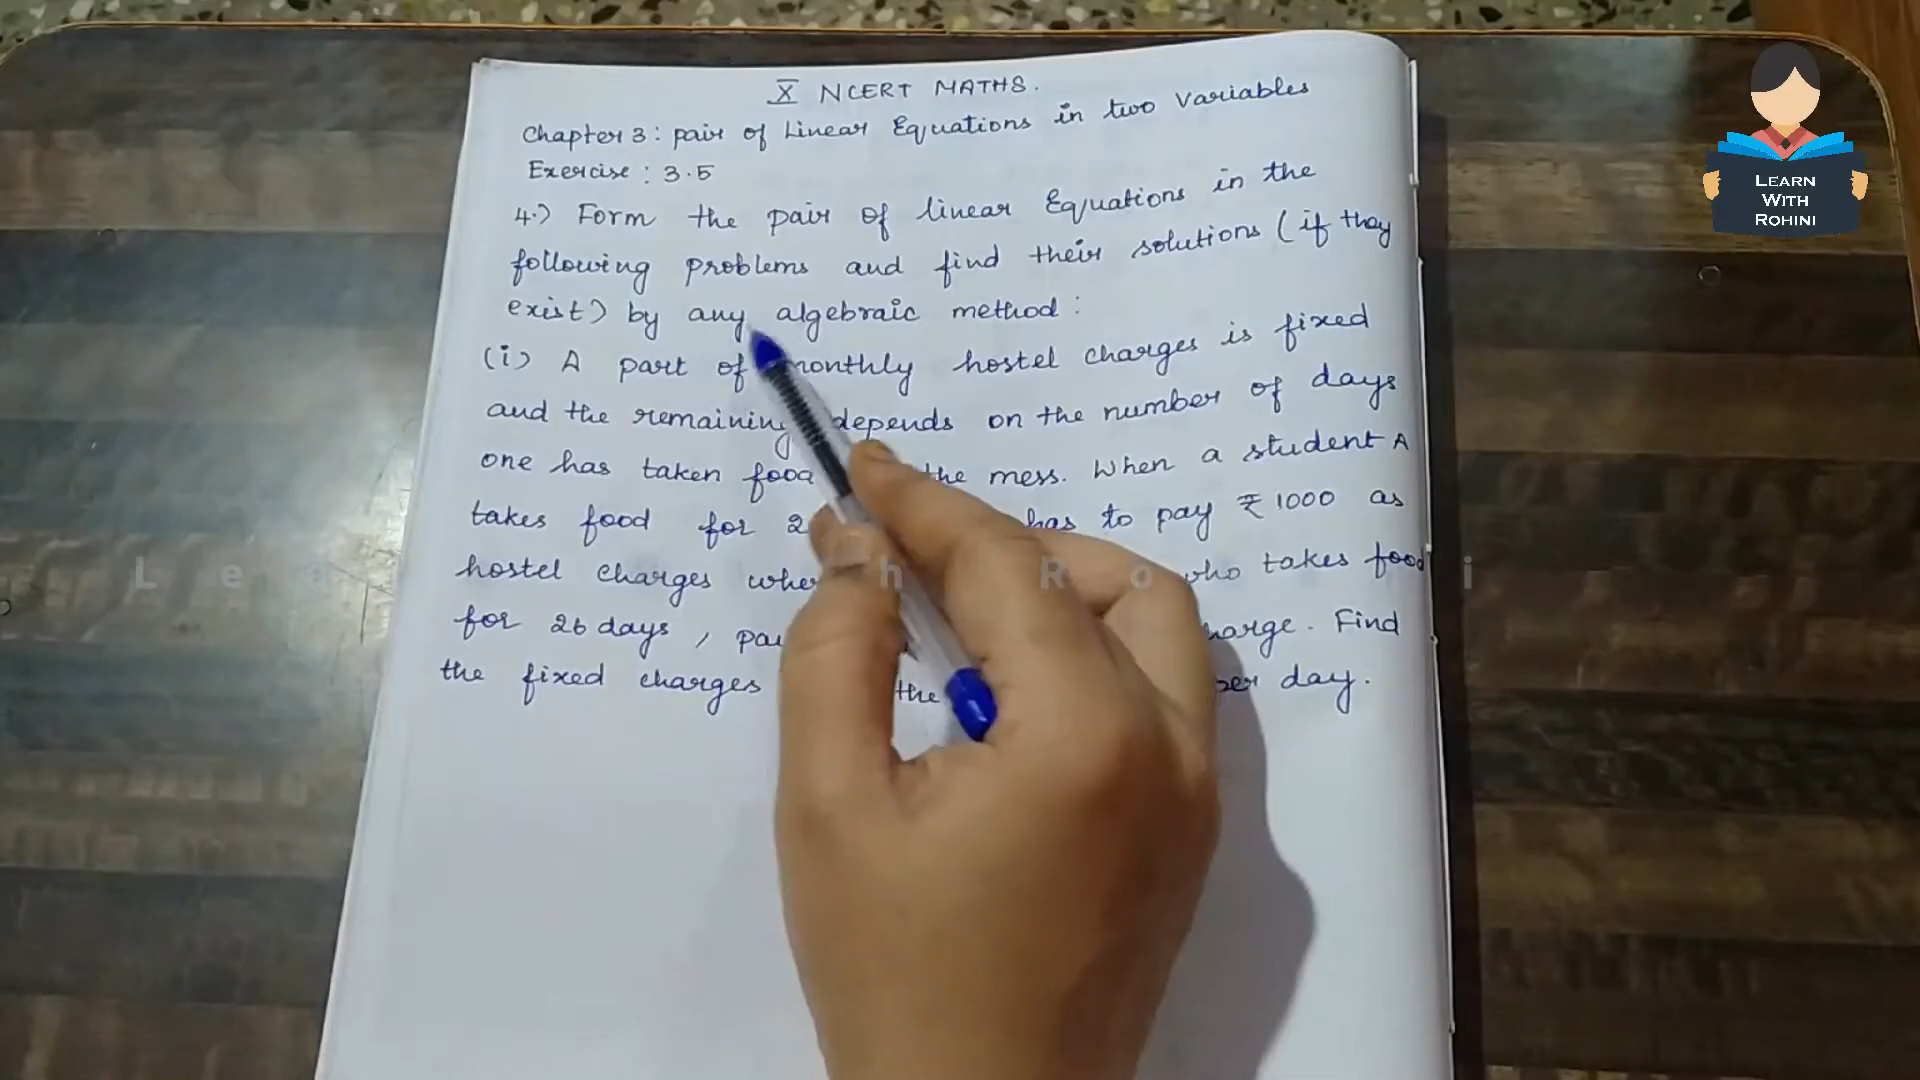 X NCERT MATHS.
Chapter 3: pair of Linear Equations in two Variables
Exercise: 3.5
4.) Form the pair of linear Equations in the
following problems and find their solutions (if they
exist) by any algebraic method:
(i) A part of monthly hostel charges is fixed
and the remaining depends on the number of days
one has taken food the mess. When a student A
takes food for 2 has to pay ₹1000 as
hostel charges who takes food
for 26 days, Find
the fixed charges the per day.
LEARN
WITH
ROHINI